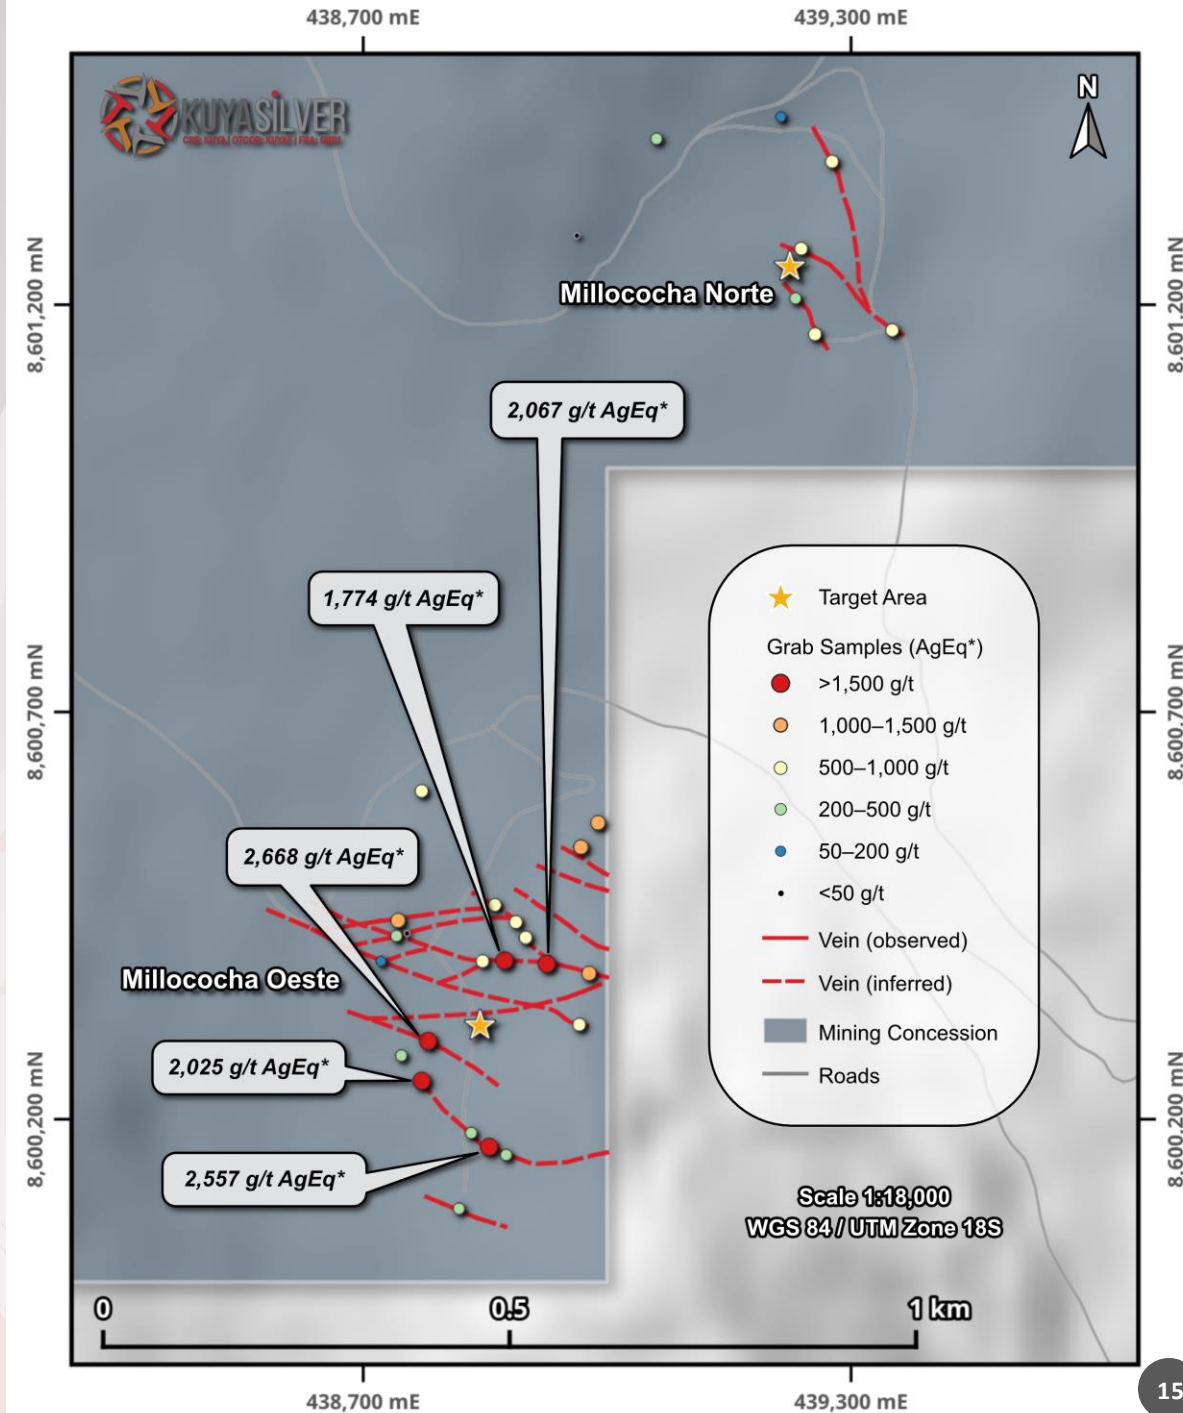 438,700 mE
439,300 mE
KUYASILVER
N
8,601,200 mN
8,601,200 mN
Millococha Norte
2,067 g/t AgEq*
1,774 g/t AgEq*
Target Area
Grab Samples (AgEq*)
>1,500 g/t
1,000–1,500 g/t
500–1,000 g/t
200–500 g/t
50–200 g/t
<50 g/t
Vein (observed)
Vein (inferred)
Mining Concession
Roads
8,600,700 mN
8,600,700 mN
2,668 g/t AgEq*
Millococha Oeste
2,025 g/t AgEq*
2,557 g/t AgEq*
8,600,200 mN
8,600,200 mN
Scale 1:18,000
WGS 84 / UTM Zone 18S
0
0.5
1 km
438,700 mE
439,300 mE
15